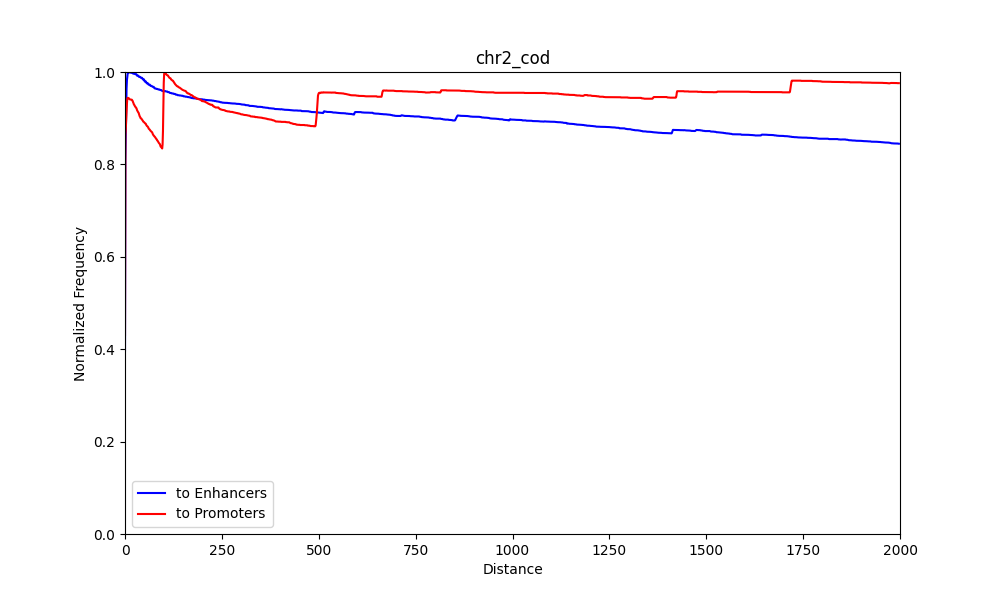 chr2_cod
Normalized Frequency
1.0
0.8
0.6
0.4
0.2
0.0
to Enhancers
to Promoters
0 250 500 750 1000 1250 1500 1750 2000
Distance